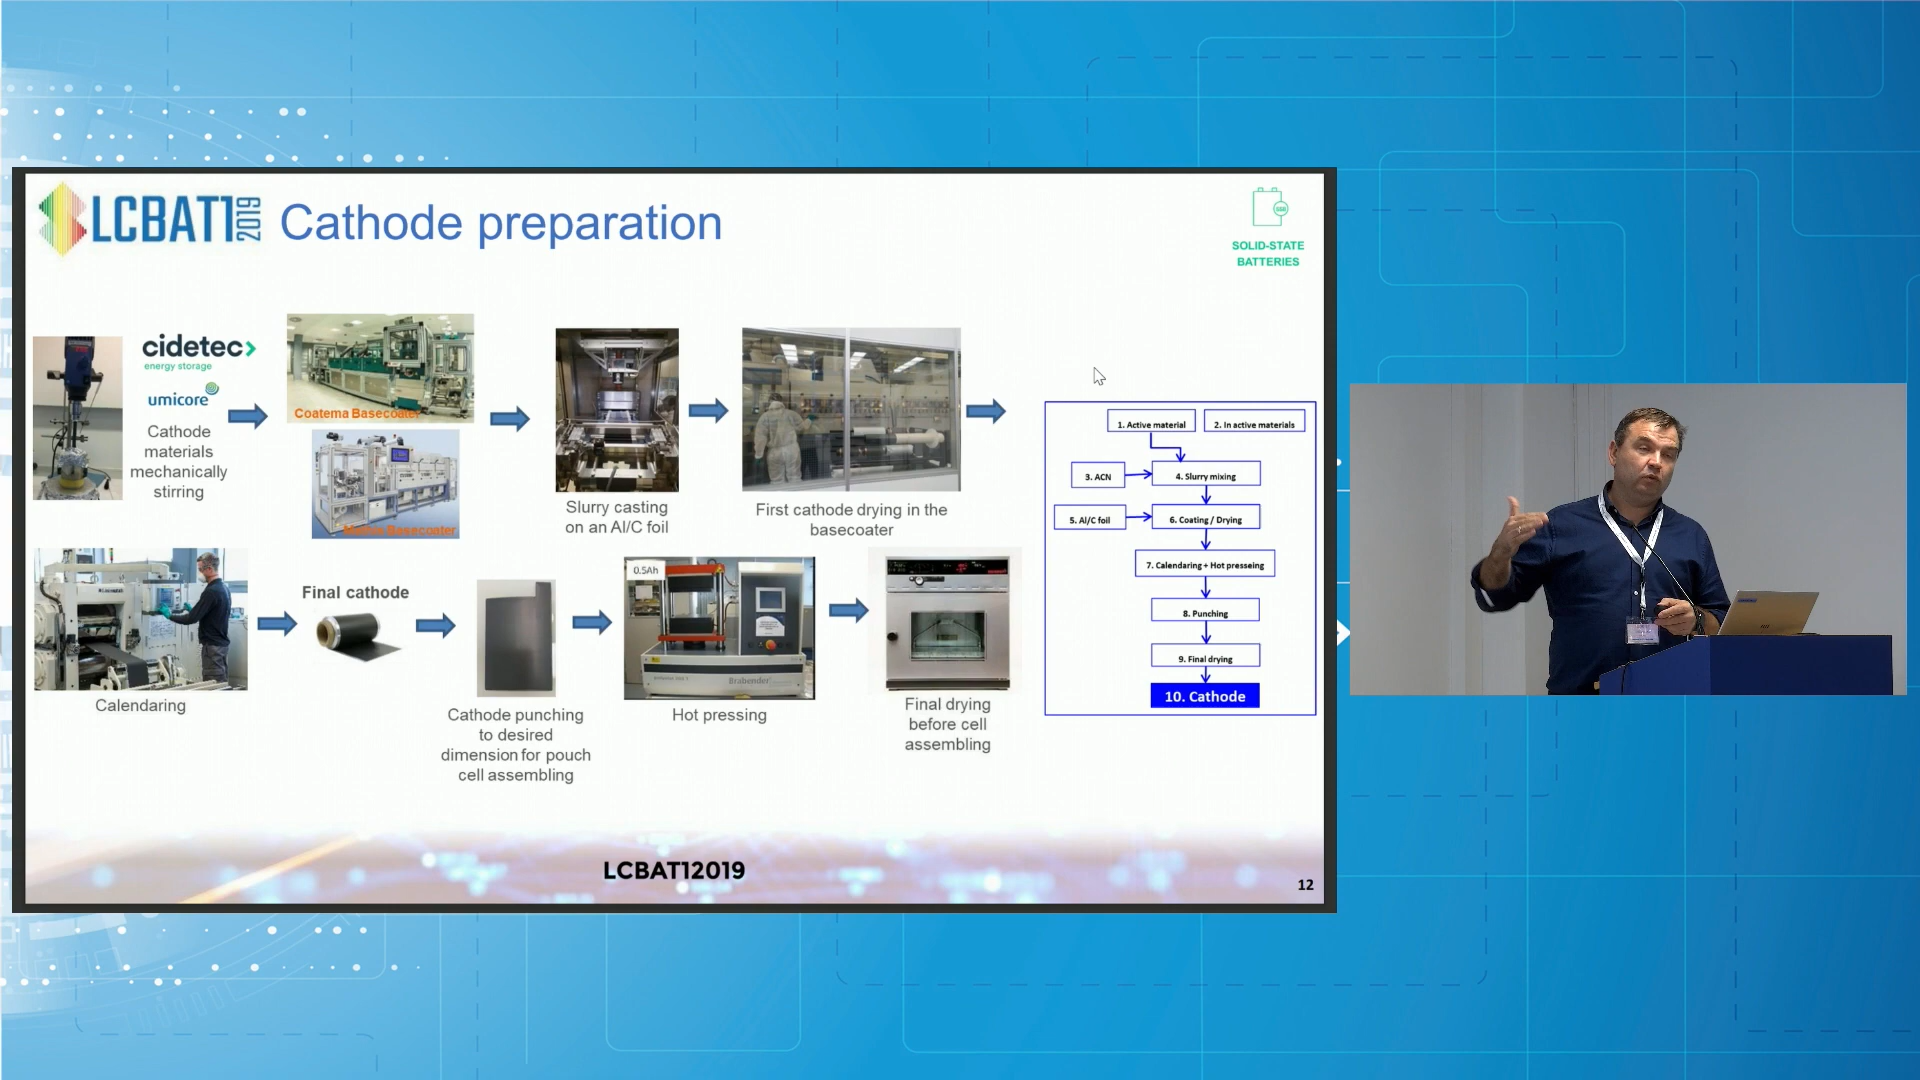 LCBAT1 2019
Cathode preparation
SOLID-STATE
BATTERIES
cidetec>
energy storage
umicore
Cathode
materials
mechanically
stirring
Coatema Basecoater
Basecoater
Slurry casting
on an Al/C foil
First cathode drying in the
basecoater
Calendaring
Final cathode
Cathode punching
to desired
dimension for pouch
cell assembling
0.5Ah
Brabender
Hot pressing
Final drying
before cell
assembling
1. Active material
2. In active materials
3. ACN
4. Slurry mixing
5. Al/C foil
6. Coating / Drying
7. Calendaring + Hot presseing
8. Punching
9. Final drying
10. Cathode
LCBAT12019
12